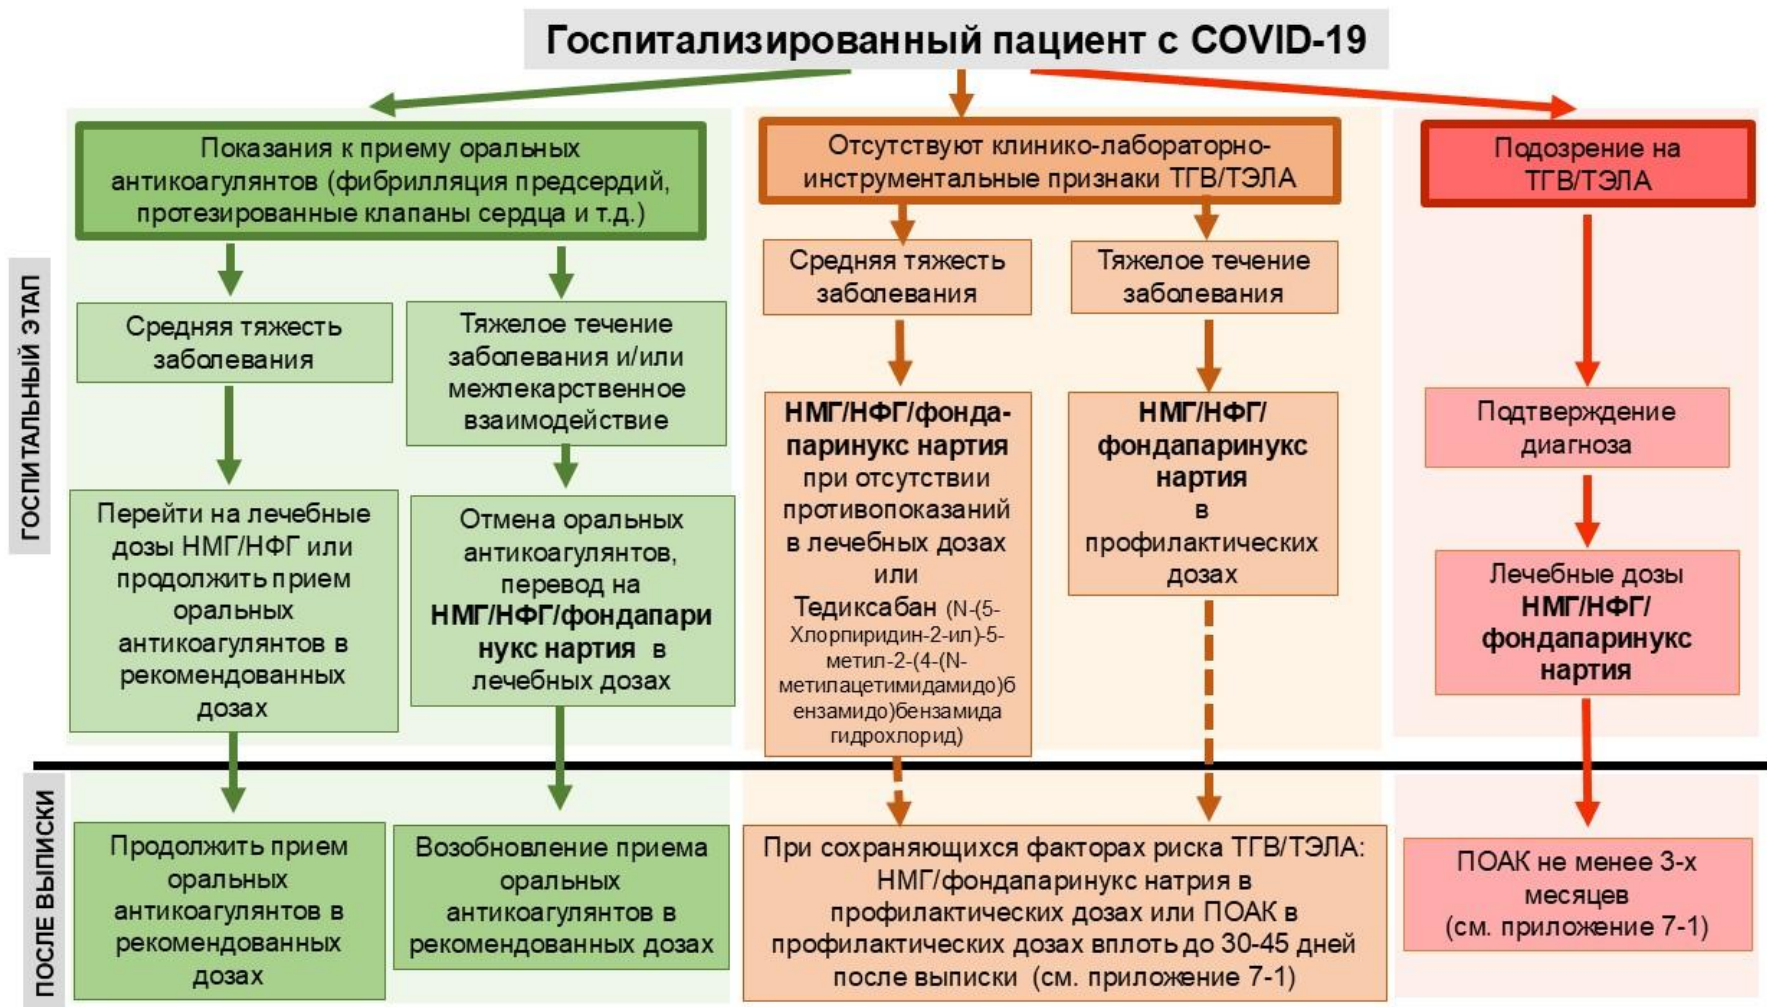 Госпитализированный пациент с COVID-19
ГОСПИТАЛЬНЫЙ ЭТАП
Показания к приему оральных
антикоагулянтов (фибрилляция предсердий,
протезированные клапаны сердца и т.д.)
Средняя тяжесть
заболевания
Перейти на лечебные
дозы НМГ/НФГ или
продолжить прием
оральных
антикоагулянтов в
рекомендованных
дозах
Тяжелое течение
заболевания и/или
межлекарственное
взаимодействие
Отмена оральных
антикоагулянтов,
перевод на
НМГ/НФГ/фондапари
нукс нартия в
лечебных дозах
Отсутствуют клинико-лабораторно-
инструментальные признаки ТГВ/ТЭЛА
Средняя тяжесть
заболевания
НМГ/НФГ/фонда-
паринукс нартия
при отсутствии
противопоказаний
в лечебных дозах
или
Тедиксабан (N-(5-
Хлорпиридин-2-ил)-5-
метил-2-(4-(N-
метилацетимидамидо)б
ензамидо)бензамида
гидрохлорид)
Тяжелое течение
заболевания
НМГ/НФГ/
фондапаринукс
нартия
в
профилактических
дозах
Подозрение на
ТГВ/ТЭЛА
Подтверждение
диагноза
Лечебные дозы
НМГ/НФГ/
фондапаринукс
нартия
ПОСЛЕ ВЫПИСКИ
Продолжить прием
оральных
антикоагулянтов в
рекомендованных
дозах
Возобновление приема
оральных
антикоагулянтов в
рекомендованных дозах
При сохраняющихся факторах риска ТГВ/ТЭЛА:
НМГ/фондапаринукс натрия в
профилактических дозах или ПОАК в
профилактических дозах вплоть до 30-45 дней
после выписки (см. приложение 7-1)
ПОАК не менее 3-х
месяцев
(см. приложение 7-1)